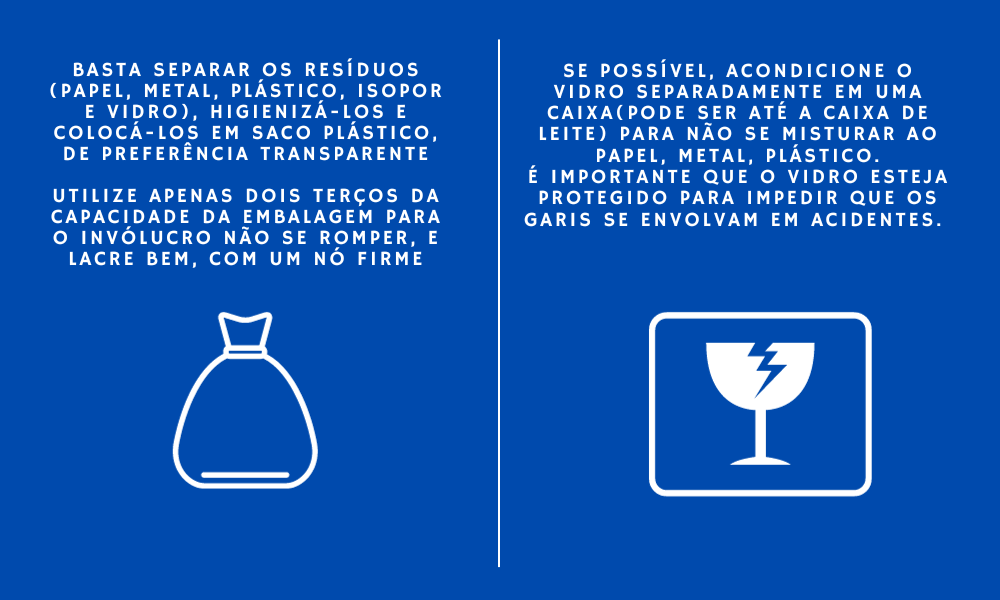 BASTA SEPARAR OS RESÍDUOS
(PAPEL, METAL, PLÁSTICO, ISOPOR
E VIDRO), HIGIENIZÁ-LOS E
COLOCÁ-LOS EM SACO PLÁSTICO,
DE PREFERÊNCIA TRANSPARENTE
UTILIZE APENAS DOIS TERÇOS DA
CAPACIDADE DA EMBALAGEM PARA
O INVÓLUCRO NÃO SE ROMPER, E
LACRE BEM, COM UM NÓ FIRME
SE POSSÍVEL, ACONDICIONE O
VIDRO SEPARADAMENTE EM UMA
CAIXA(PODE SER ATÉ A CAIXA DE
LEITE) PARA NÃO SE MISTURAR AO
PAPEL, METAL, PLÁSTICO.
É IMPORTANTE QUE O VIDRO ESTEJA
PROTEGIDO PARA IMPEDIR QUE OS
GARIS SE ENVOLVAM EM ACIDENTES.